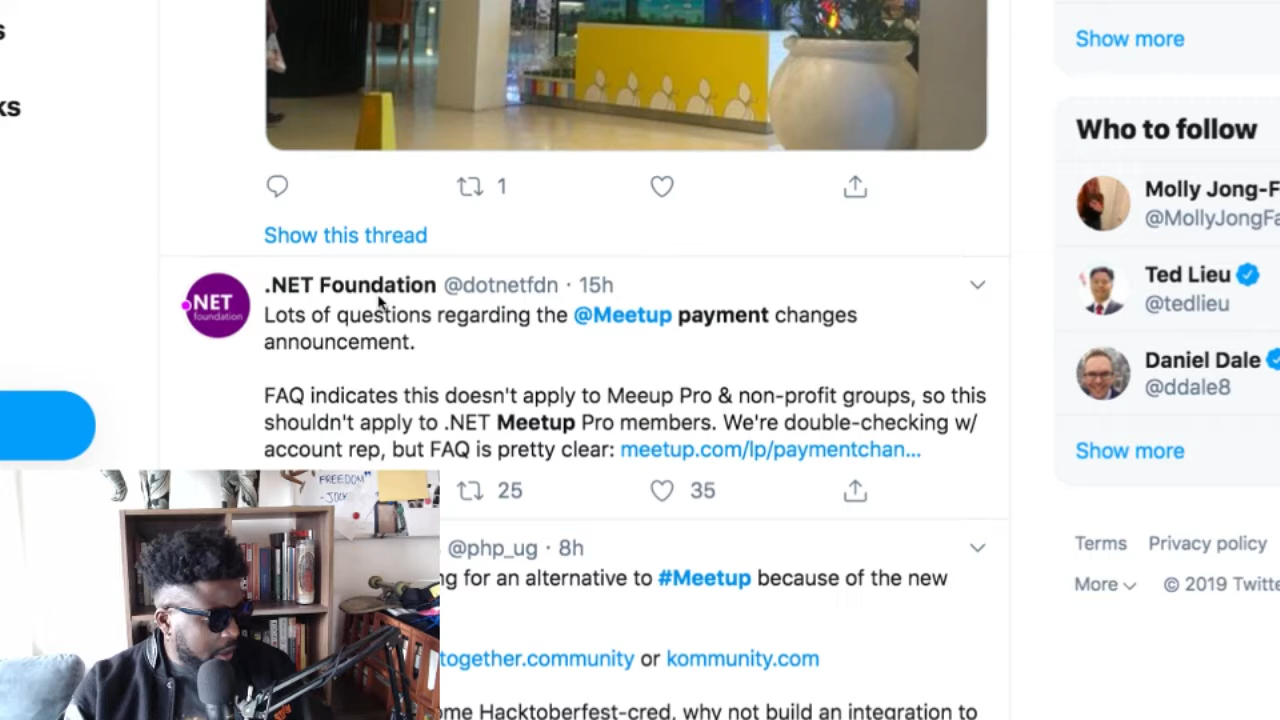 s
ks
Show more
Who to follow
Molly Jong-F
@MollyJongFa
Ted Lieu
@tedlieu
Daniel Dale
@ddale8
Show more
Terms Privacy policy
More © 2019 Twitte
1
Show this thread
.NET Foundation @dotnetfdn · 15h
NET
foundation
Lots of questions regarding the @Meetup payment changes
announcement.
FAQ indicates this doesn't apply to Meeup Pro & non-profit groups, so this
shouldn't apply to .NET Meetup Pro members. We're double-checking w/
account rep, but FAQ is pretty clear: meetup.com/lp/paymentchan...
25 35
@php_ug · 8h
ng for an alternative to #Meetup because of the new
together.community or kommunity.com
ome Hacktoberfest-cred, why not build an integration to
FREEDOM"